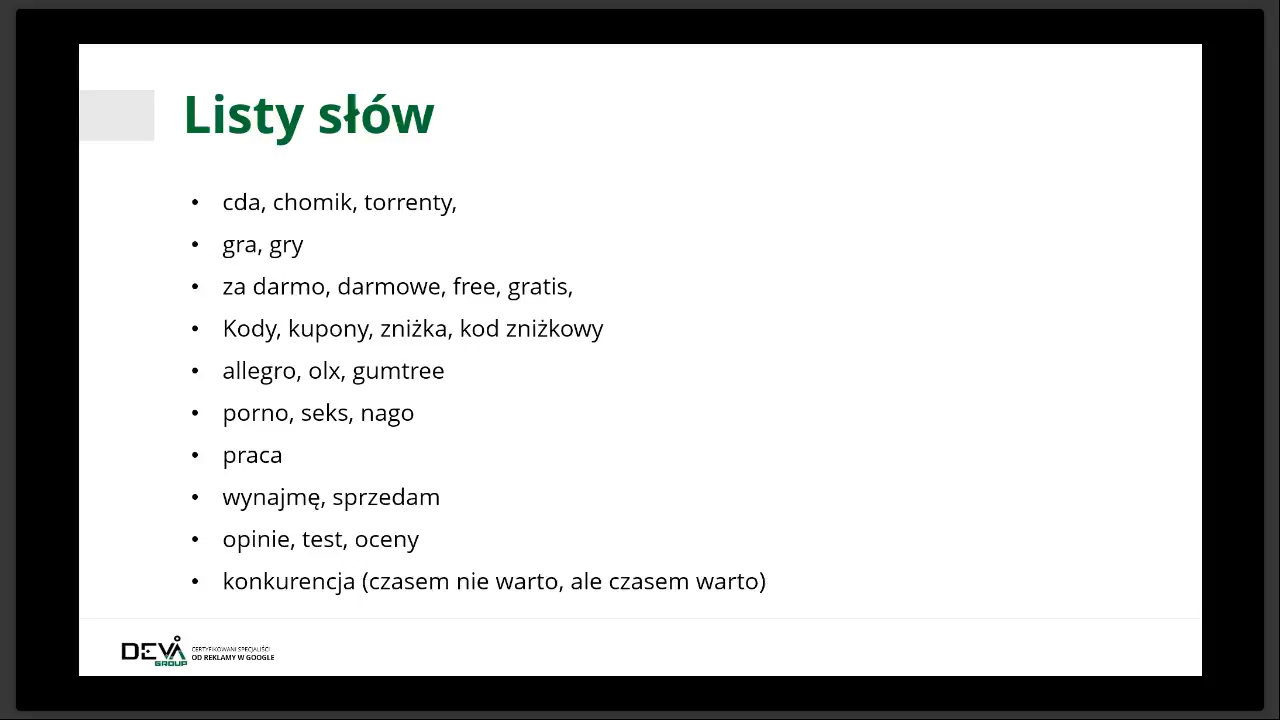 Listy słów
• cda, chomik, torrenty,
• gra, gry
• za darmo, darmowe, free, gratis,
• Kody, kupony, zniżka, kod zniżkowy
• allegro, olx, gumtree
• porno, seks, nago
• praca
• wynajmę, sprzedam
• opinie, test, oceny
• konkurencja (czasem nie warto, ale czasem warto)
DEVA GROUP
CERTYFIKOWANI SPECJALIŚCI
OD REKLAMY W GOOGLE